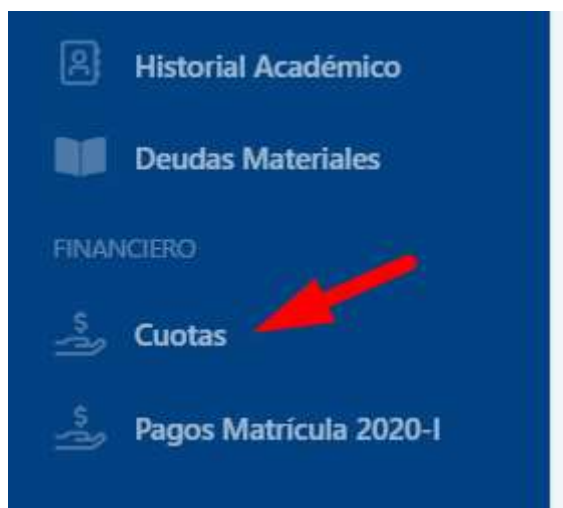 Historial Académico
Deudas Materiales
FINANCIERO
Cuotas
Pagos Matrícula 2020-I